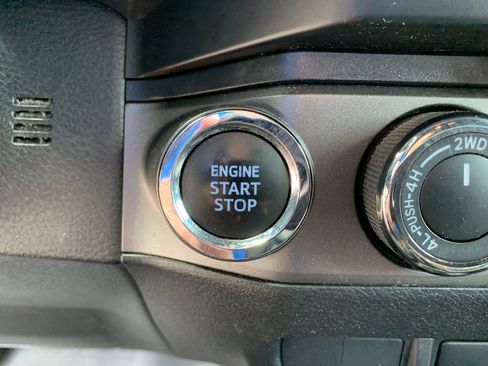 ENGINE
START
STOP
2WD
4L-PUSH-4H